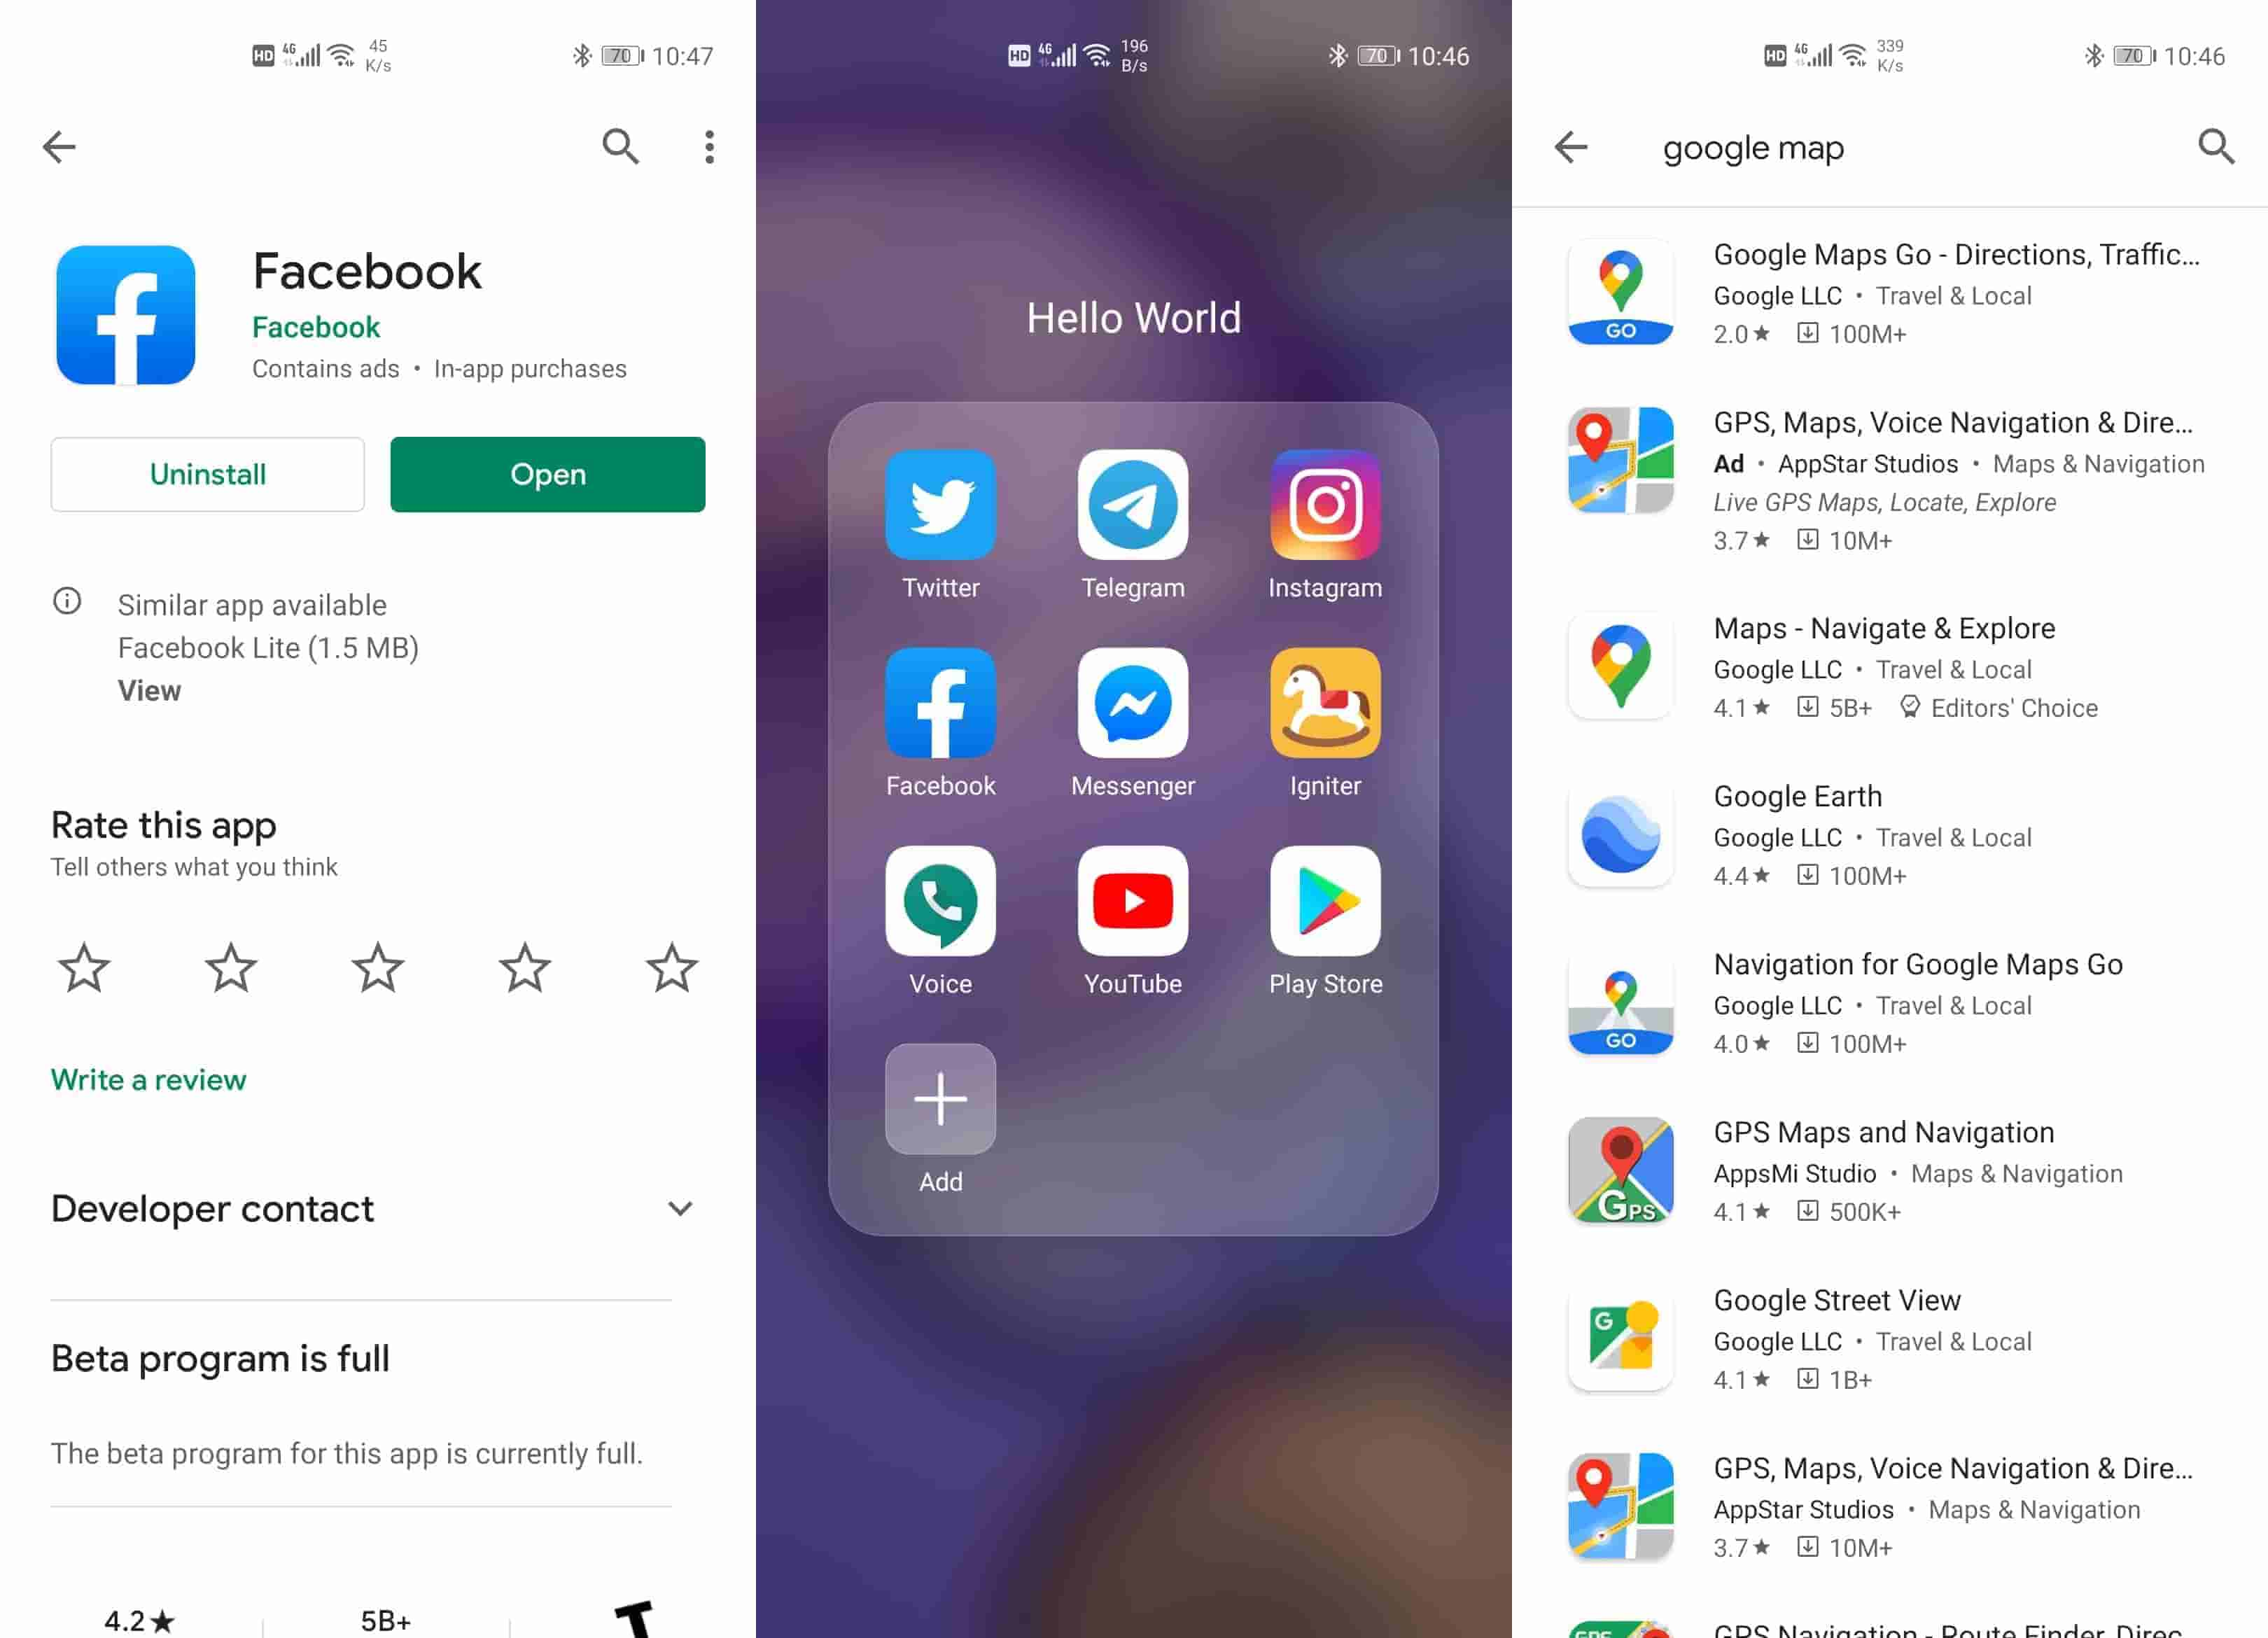 HD 4G 45 K/s 70 10:47
Facebook
Facebook
Contains ads • In-app purchases
Uninstall
Open
Similar app available
Facebook Lite (1.5 MB)
View
Rate this app
Tell others what you think
Write a review
Developer contact
Beta program is full
The beta program for this app is currently full.
4.2★ 5B+ T
HD 4G 196 B/s 70 10:46
Hello World
Twitter Telegram Instagram
Facebook Messenger Igniter
Voice YouTube Play Store
Add
HD 4G 339 K/s 70 10:46
google map
GO
Google Maps Go - Directions, Traffic...
Google LLC • Travel & Local
2.0★ 100M+
GPS, Maps, Voice Navigation & Dire...
Ad • AppStar Studios • Maps & Navigation
Live GPS Maps, Locate, Explore
3.7★ 10M+
Maps - Navigate & Explore
Google LLC • Travel & Local
4.1★ 5B+ Editors' Choice
Google Earth
Google LLC • Travel & Local
4.4★ 100M+
GO
Navigation for Google Maps Go
Google LLC • Travel & Local
4.0★ 100M+
GPS
GPS Maps and Navigation
AppsMi Studio • Maps & Navigation
4.1★ 500K+
G
Google Street View
Google LLC • Travel & Local
4.1★ 1B+
GPS, Maps, Voice Navigation & Dire...
AppStar Studios • Maps & Navigation
3.7★ 10M+
GPS
GPS Navigation - Route Finder, Direc